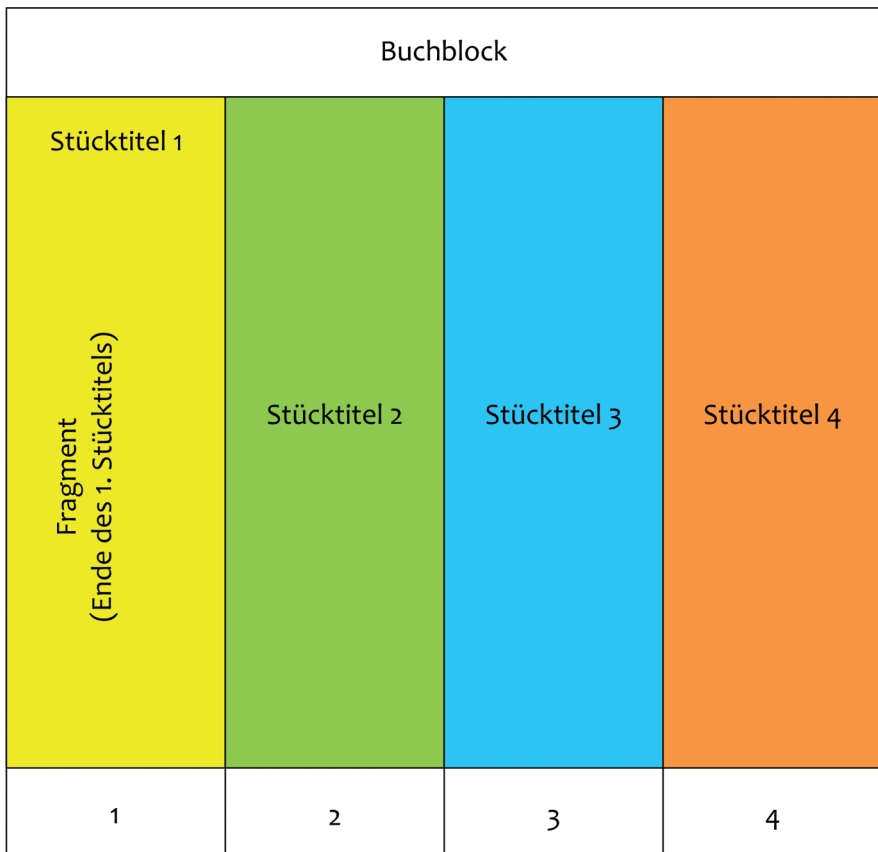 Buchblock
Stücktitel 1
Fragment
(Ende des 1. Stücktitels)
Stücktitel 2
Stücktitel 3
Stücktitel 4
1
2
3
4